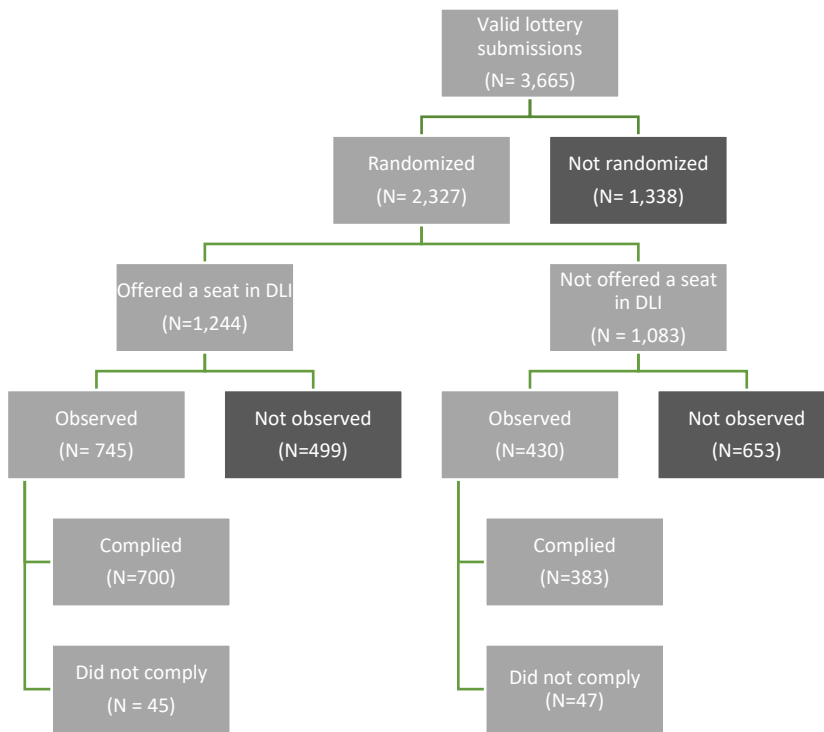 Valid lottery
submissions
(N= 3,665)
Randomized
(N= 2,327)
Not randomized
(N= 1,338)
Offered a seat in DLI
(N=1,244)
Not offered a seat
in DLI
(N = 1,083)
Observed
(N= 745)
Not observed
(N=499)
Observed
(N=430)
Not observed
(N=653)
Complied
(N=700)
Complied
(N=383)
Did not comply
(N = 45)
Did not comply
(N=47)